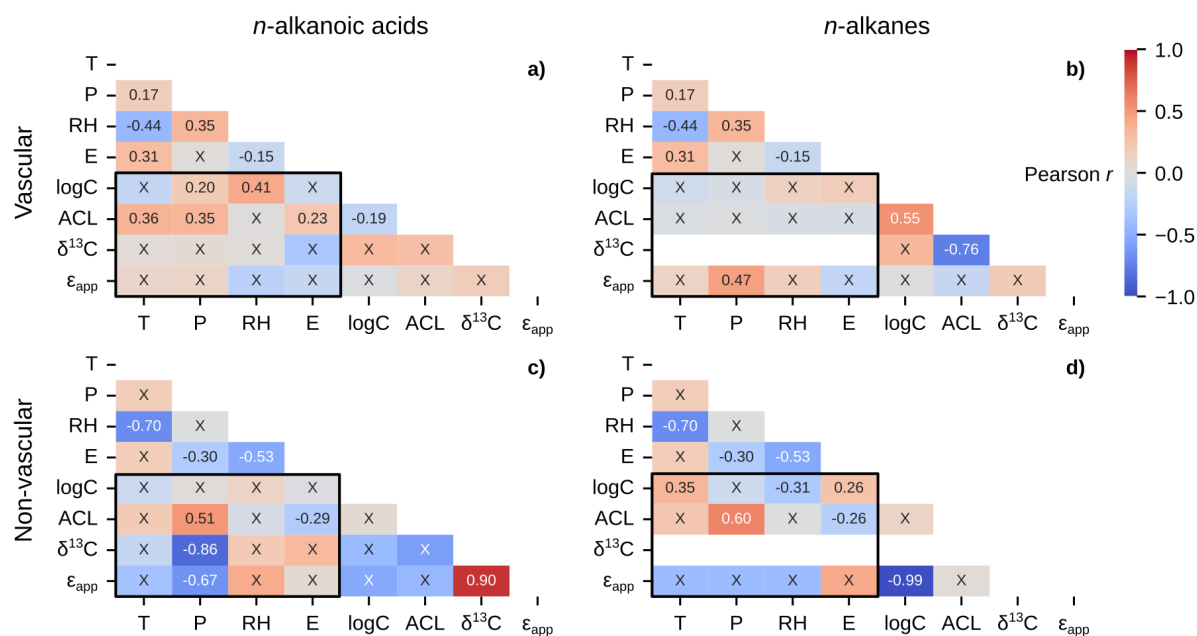 n-alkanoic acids n-alkanes
Vascular
a)
T
P 0.17
RH -0.44 0.35
E 0.31 X -0.15
logC X 0.20 0.41 X
ACL 0.36 0.35 X 0.23 -0.19
δ¹³C X X X X X X
εapp X X X X X X X
T P RH E logC ACL δ¹³C εapp
b)
0.17
-0.44 0.35
0.31 X -0.15
X X X X
X X X X 0.55
X -0.76
X 0.47 X X X X X
T P RH E logC ACL δ¹³C εapp
1.0
0.5
Pearson r 0.0
−0.5
−1.0
Non-vascular
c)
T
P X
RH -0.70 X
E X -0.30 -0.53
logC X X X X
ACL X 0.51 X -0.29 X
δ¹³C X -0.86 X X X X
εapp X -0.67 X X X X 0.90
T P RH E logC ACL δ¹³C εapp
d)
T
P X
RH -0.70 X
E X -0.30 -0.53
logC 0.35 X -0.31 0.26
ACL X 0.60 X -0.26 X
δ¹³C
εapp X X X X -0.99 X
T P RH E logC ACL δ¹³C εapp